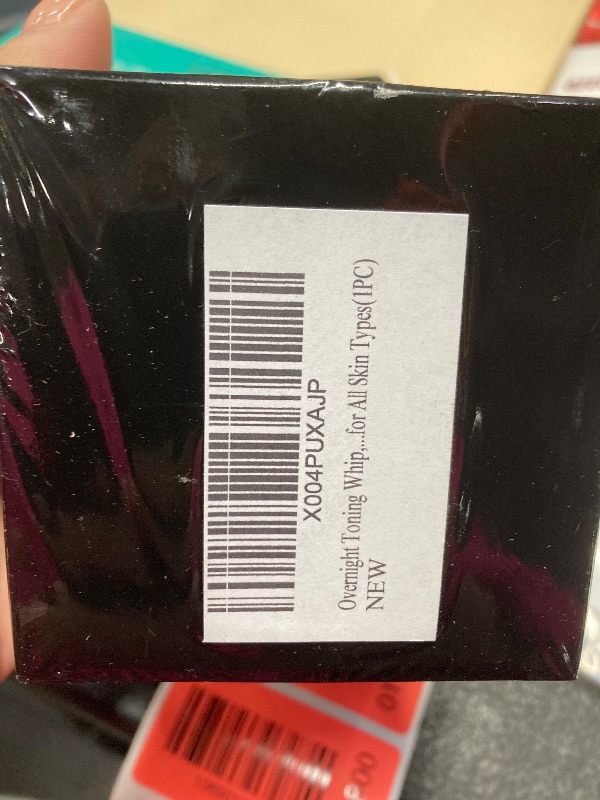 X004PUXAJP
Overnight Toning Whip,...for All Skin Types(1PC)
NEW